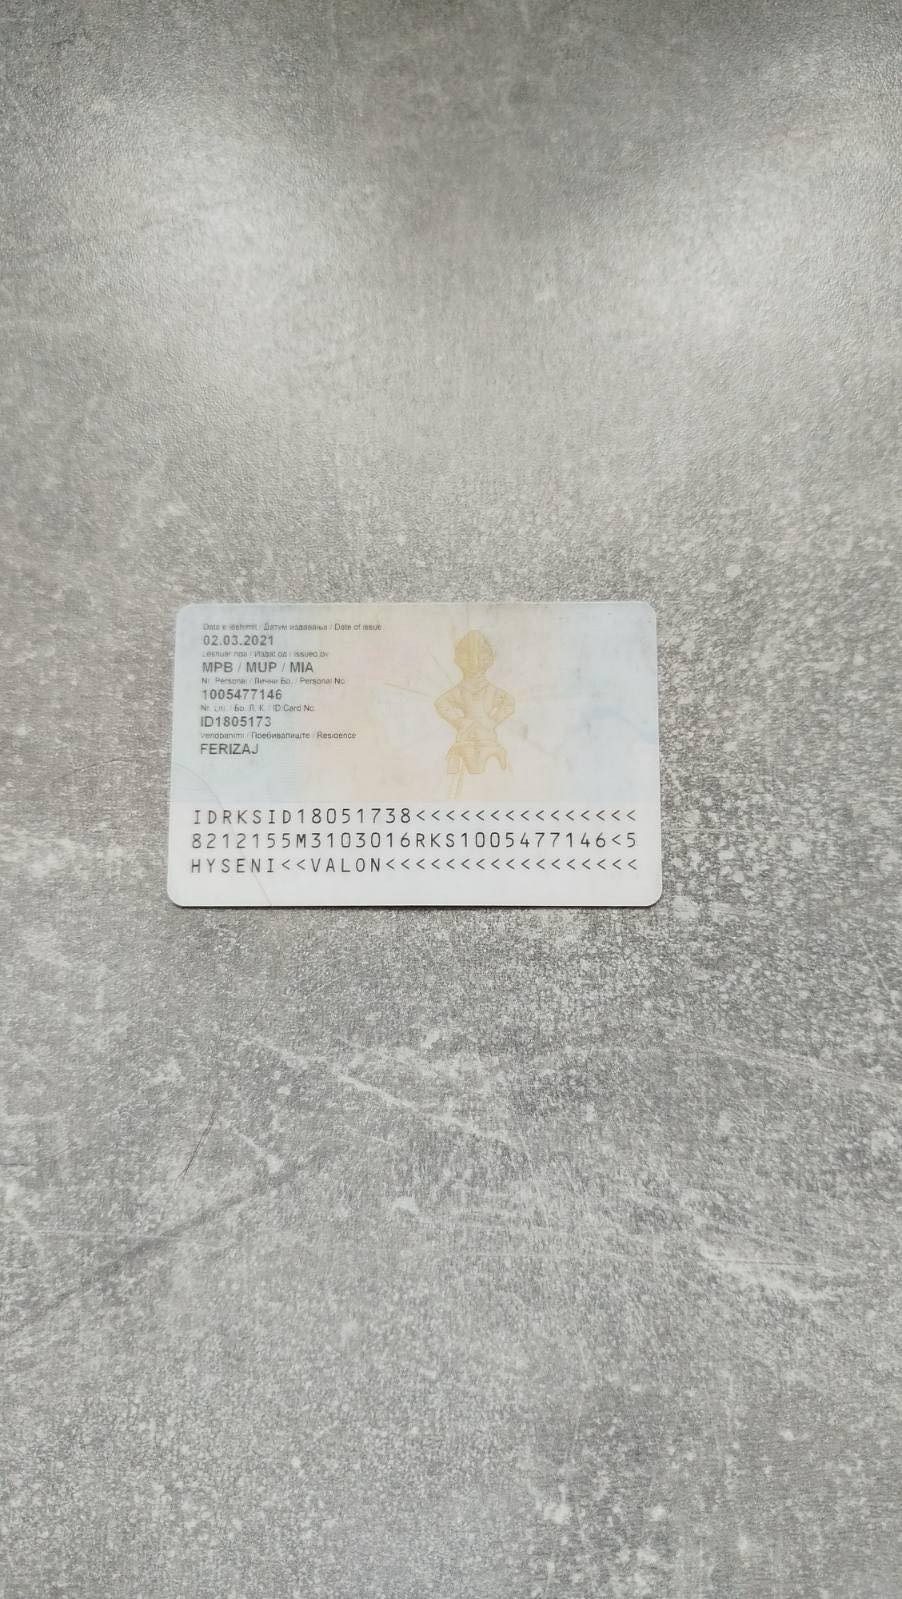 Data e lëshimit / Датум издавања / Date of issue
02.03.2021
Lëshuar nga / Издат од / Issued by
MPB / MUP / MIA
Nr. Personal / Лични Бр. / Personal No.
1005477146
Nr. / Бр. Л. К. / ID Card No.
ID1805173
Vendbanimi / Пребивалиште / Residence
FERIZAJ
IDRKSID18051738<<<<<<<<<<<<<<<
8212155M3103016RKS1005477146<5
HYSENI<<VALON<<<<<<<<<<<<<<<<<